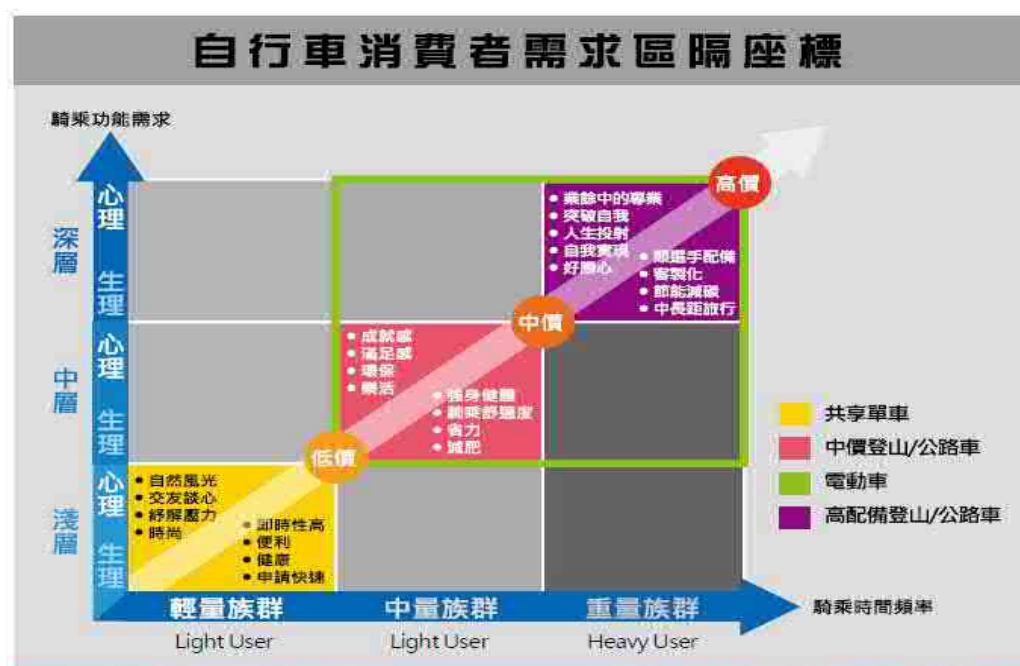 自行車消費者需求區隔座標
騎乘功能需求
深層
心理
生理
中層
心理
生理
淺層
心理
生理
高價
中價
低價
• 業餘中的專業
• 突破自我
• 人生投射
• 自我實現
• 好勝心
• 即選手配備
• 客製化
• 節能減碳
• 中長距旅行
• 成就感
• 滿足感
• 環保
• 樂活
• 強身健體
• 騎乘舒適度
• 省力
• 減肥
• 自然風光
• 交友談心
• 紓解壓力
• 時尚
• 即時性高
• 便利
• 健康
• 申請快速
共享單車
中價登山/公路車
電動車
高配備登山/公路車
輕量族群
中量族群
重量族群
騎乘時間頻率
Light User
Light User
Heavy User